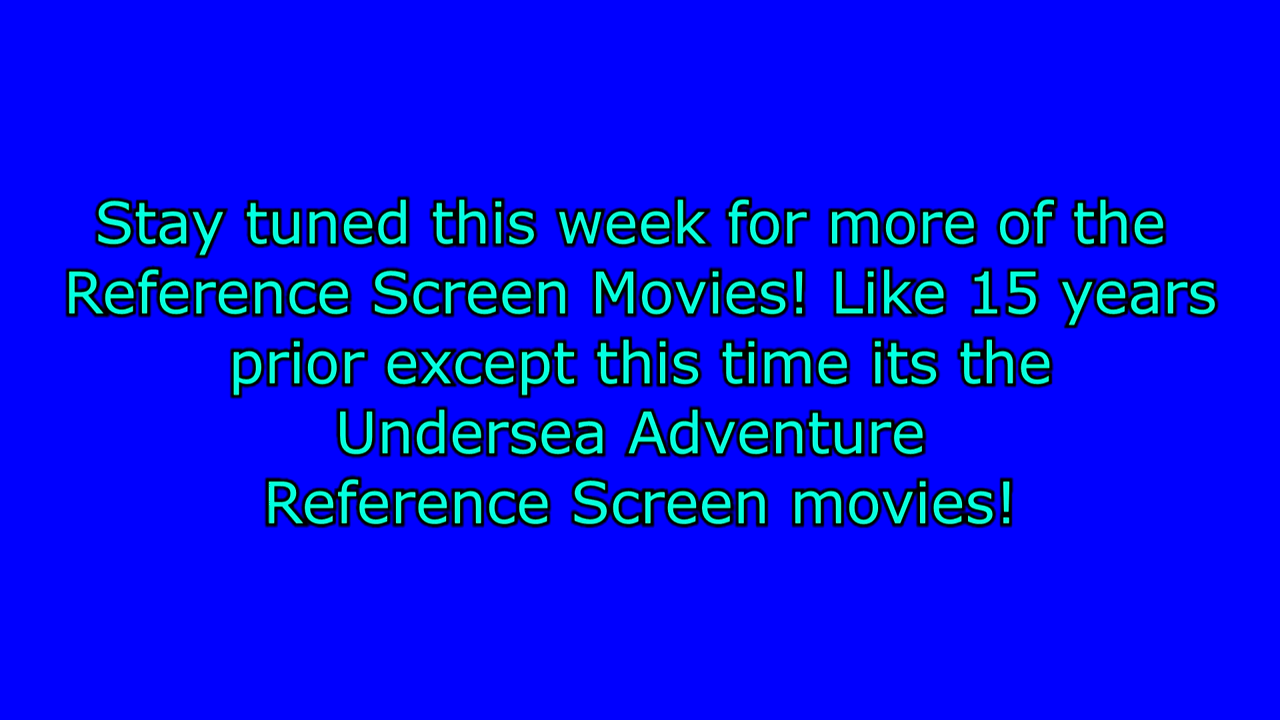 Stay tuned this week for more of the
Reference Screen Movies! Like 15 years
prior except this time its the
Undersea Adventure
Reference Screen movies!